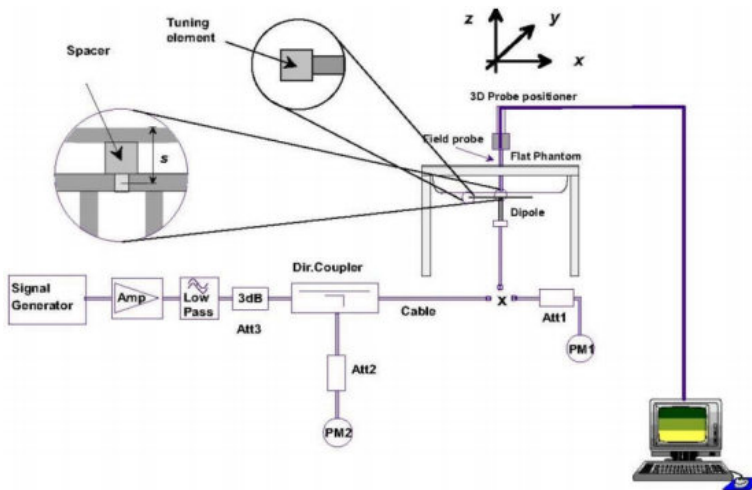 Tuning
element
Spacer
s
z
y
x
3D Probe positioner
Field probe
Flat Phantom
Dipole
Signal
Generator
Amp
Low
Pass
3dB
Att3
Dir.Coupler
Cable
x
Att1
PM1
Att2
PM2